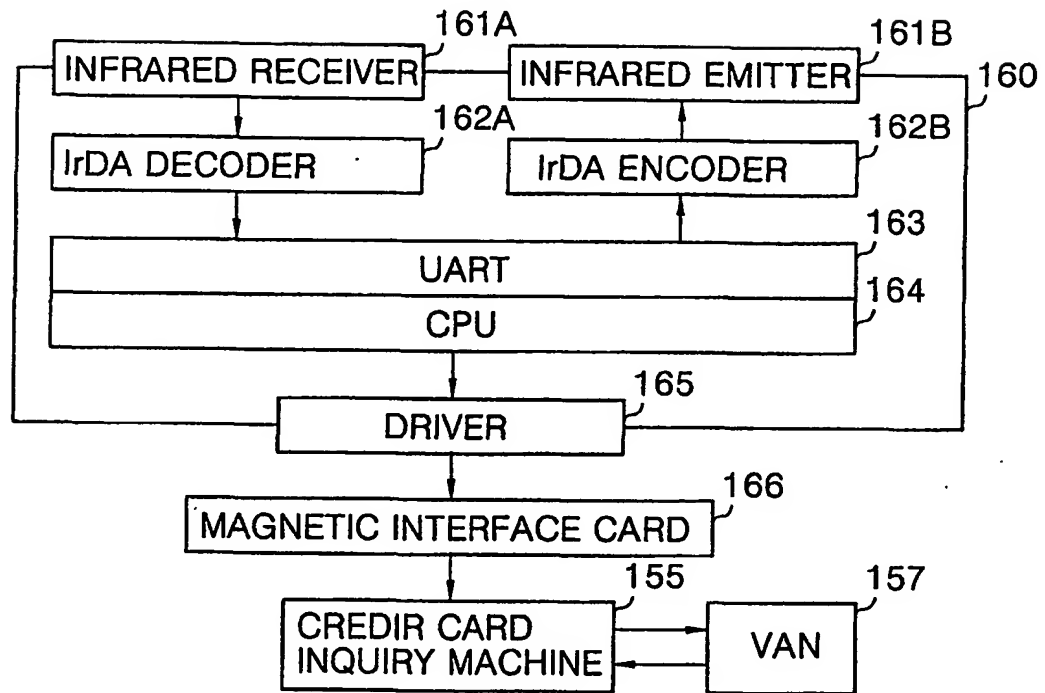 161A
161B
INFRARED RECEIVER
INFRARED EMITTER
160
162A
162B
IrDA DECODER
IrDA ENCODER
163
UART
164
CPU
165
DRIVER
166
MAGNETIC INTERFACE CARD
155
157
CREDIR CARD
INQUIRY MACHINE
VAN